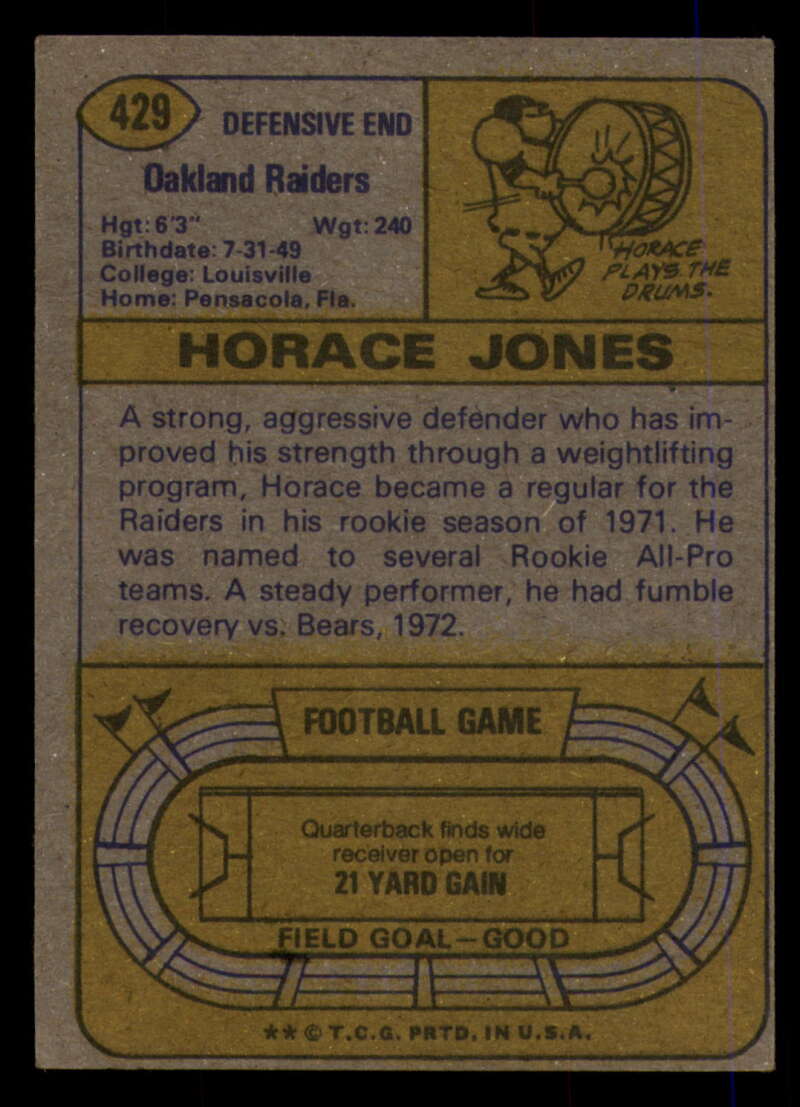 429
DEFENSIVE END
Oakland Raiders
Hgt: 6'3" Wgt: 240
Birthdate: 7-31-49
College: Louisville
Home: Pensacola, Fla.
HORACE
PLAYS THE
DRUMS.
HORACE JONES
A strong, aggressive defender who has im-
proved his strength through a weightlifting
program, Horace became a regular for the
Raiders in his rookie season of 1971. He
was named to several Rookie All-Pro
teams. A steady performer, he had fumble
recovery vs. Bears, 1972.
FOOTBALL GAME
Quarterback finds wide
receiver open for
21 YARD GAIN
FIELD GOAL—GOOD
** © T.C.G. PRTD. IN U.S.A.